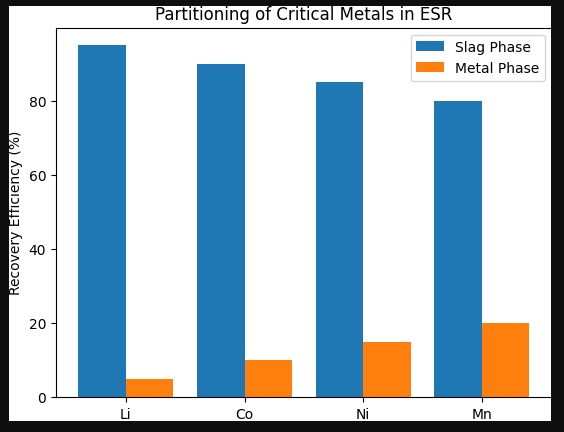 Partitioning of Critical Metals in ESR
Slag Phase
Metal Phase
Recovery Efficiency (%)
80
60
40
20
0
Li Co Ni Mn